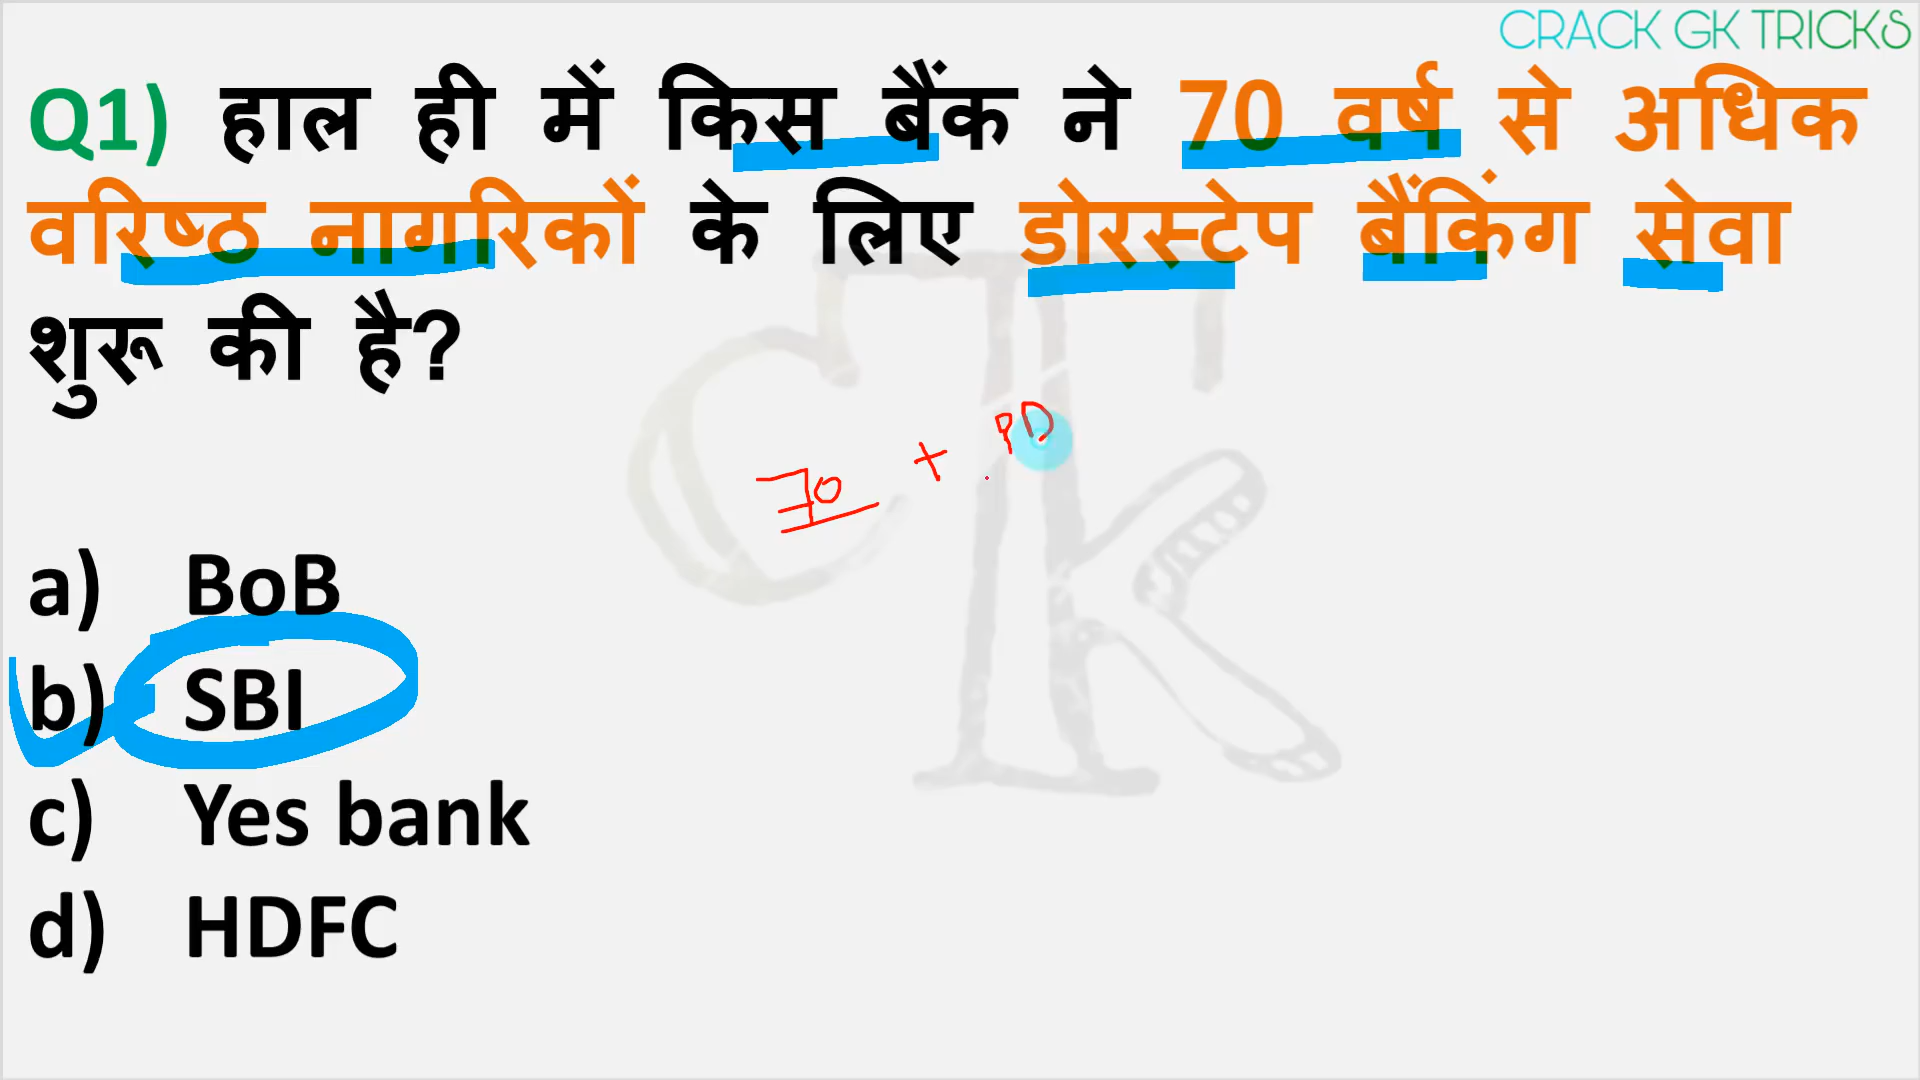 CRACK GK TRICKS
Q1) हाल ही में किस बैंक ने 70 वर्ष से अधिक
वरिष्ठ नागरिकों के लिए डोरस्टेप बैंकिंग सेवा
शुरू की है?
70 + PD
a) BoB
b) SBI
c) Yes bank
d) HDFC